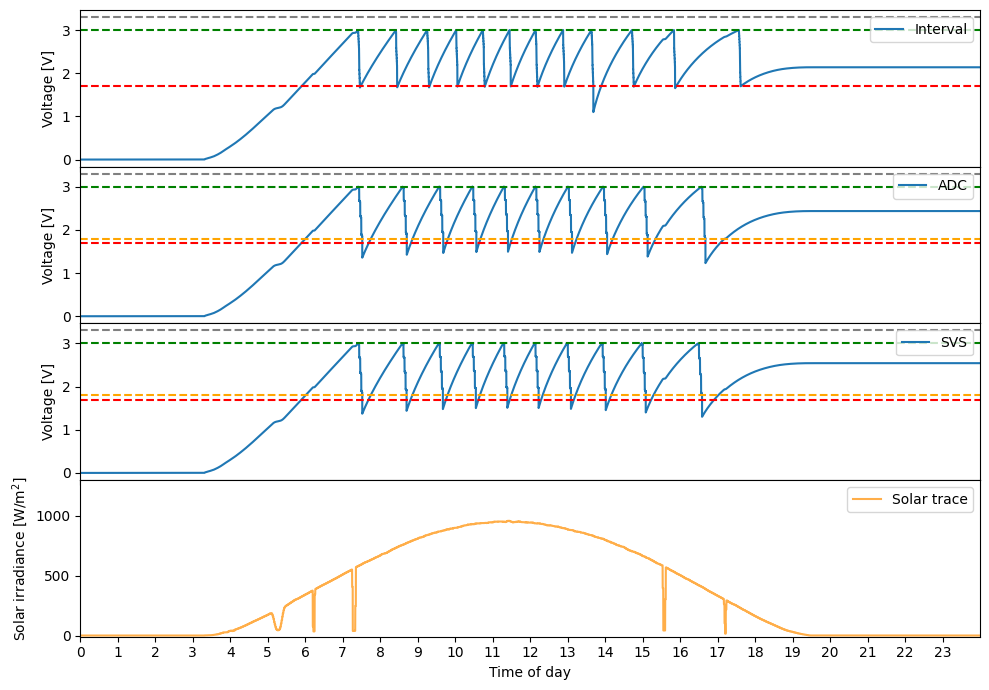 Voltage [V]
3
2
1
0
Interval
Voltage [V]
3
2
1
0
ADC
Voltage [V]
3
2
1
0
SVS
Solar irradiance [W/m²]
1000
500
0
Solar trace
0 1 2 3 4 5 6 7 8 9 10 11 12 13 14 15 16 17 18 19 20 21 22 23
Time of day